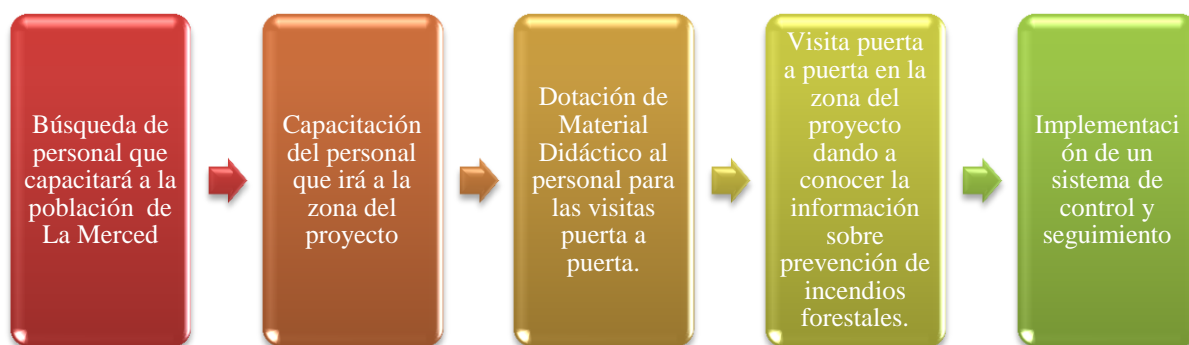 Búsqueda de
personal que
capacitará a la
población de
La Merced
Capacitación
del personal
que irá a la
zona del
proyecto
Dotación de
Material
Didáctico al
personal para
las visitas
puerta a
puerta.
Visita puerta
a puerta en la
zona del
proyecto
dando a
conocer la
información
sobre
prevención de
incendios
forestales.
Implementaci
ón de un
sistema de
control y
seguimiento